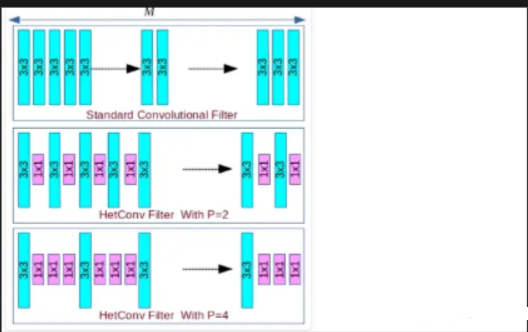 M
3x3 3x3 3x3 3x3 3x3 3x3 3x3 3x3 3x3 3x3
Standard Convolutional Filter
3x3 1x1 3x3 1x1 3x3 1x1 3x3 1x1 3x3 3x3 1x1 3x3 1x1
HetConv Filter With P=2
3x3 1x1 1x1 1x1 3x3 1x1 1x1 1x1 3x3 3x3 1x1 1x1 1x1
HetConv Filter With P=4